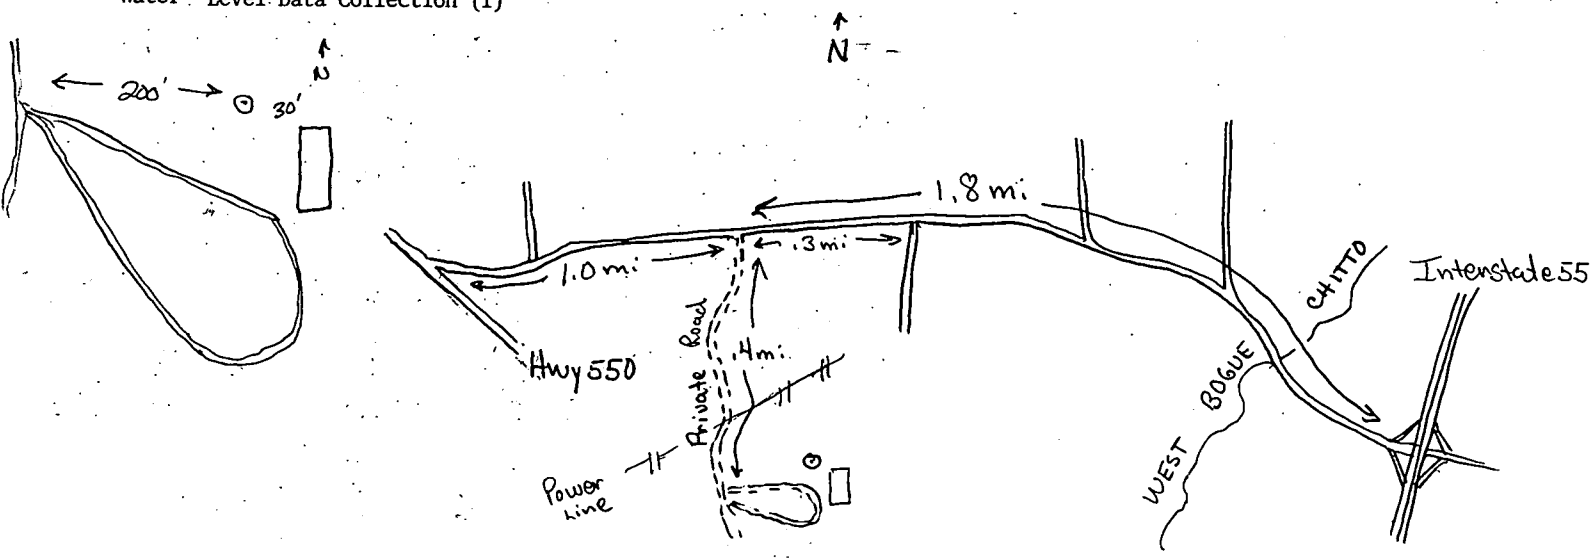 Water Level Data Collection (1)
N
N
200'
30'
1.8 mi
.3 mi
1.0 mi
CHITTO
Interstate 55
Private Road
.4 mi.
Hwy 550
BOGUE
WEST
Power
Line